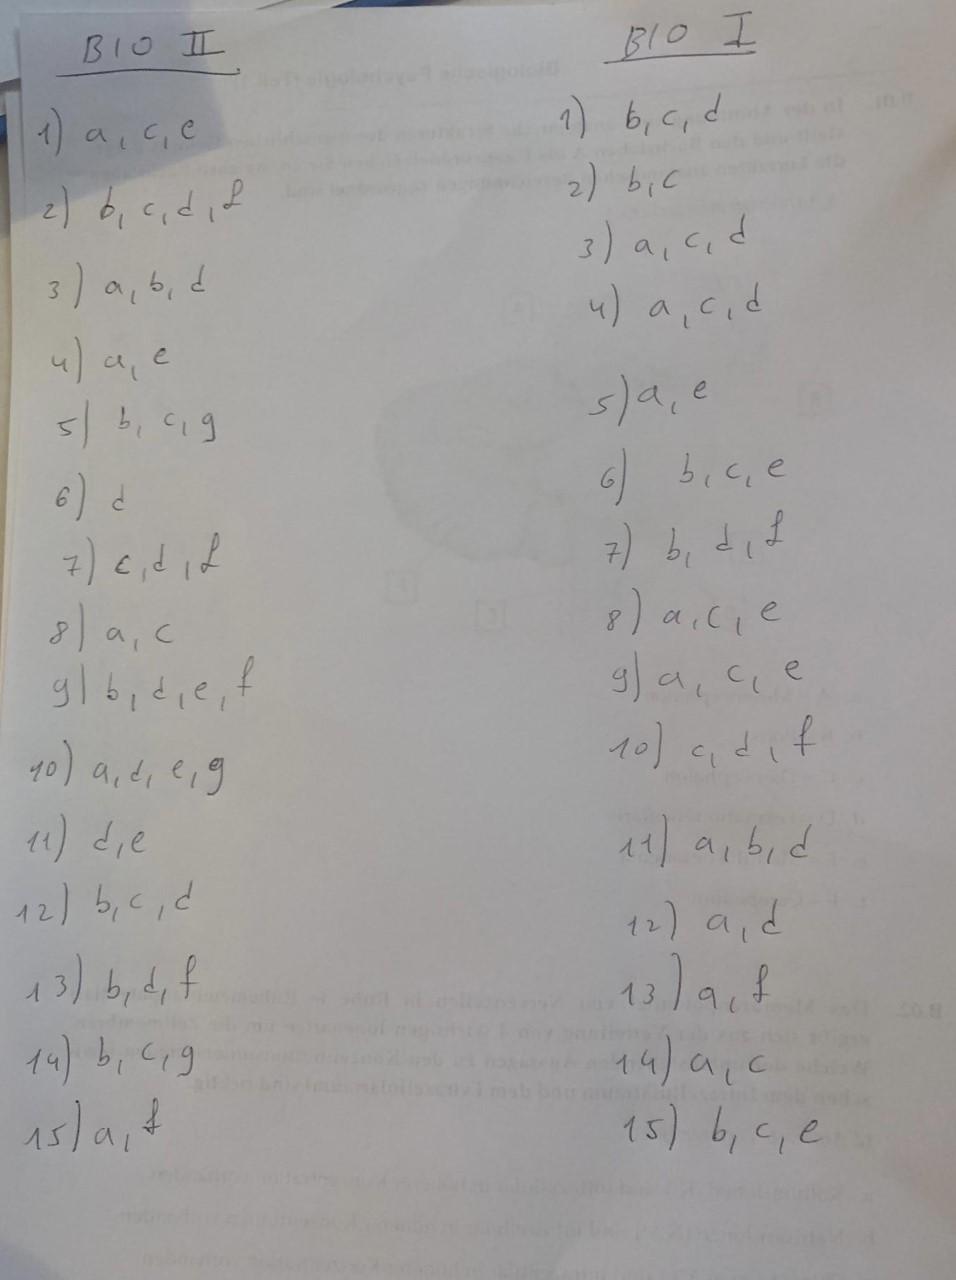 BIO II
1) a, c, e
2) b, c, d, f
3) a, b, d
4) a, e
5) b, c, g
6) d
7) c, d, f
8) a, c
9) b, d, e, f
10) a, d, e, g
11) d, e
12) b, c, d
13) b, d, f
14) b, c, g
15) a, f
BIO I
1) b, c, d
2) b, c
3) a, c, d
4) a, c, d
5) a, e
6) b, c, e
7) b, d, f
8) a, c, e
9) a, c, e
10) c, d, f
11) a, b, d
12) a, d
13) a, f
14) a, c
15) b, c, e